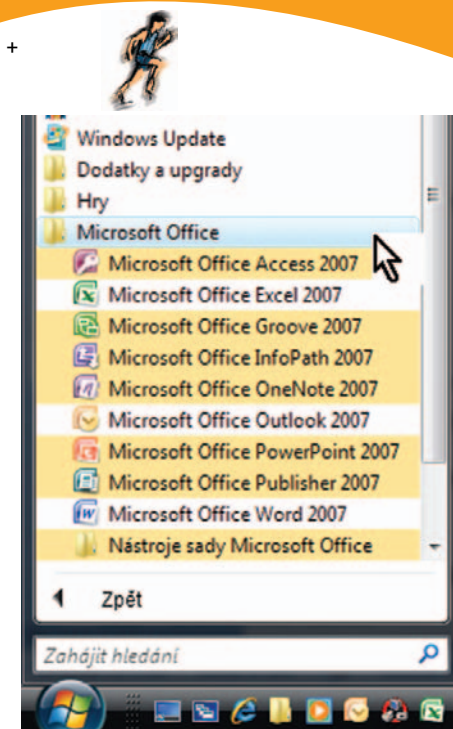 +
Windows Update
Dodatky a upgrady
Hry
Microsoft Office
Microsoft Office Access 2007
Microsoft Office Excel 2007
Microsoft Office Groove 2007
Microsoft Office InfoPath 2007
Microsoft Office OneNote 2007
Microsoft Office Outlook 2007
Microsoft Office PowerPoint 2007
Microsoft Office Publisher 2007
Microsoft Office Word 2007
Nástroje sady Microsoft Office
Zpět
Zahájit hledání